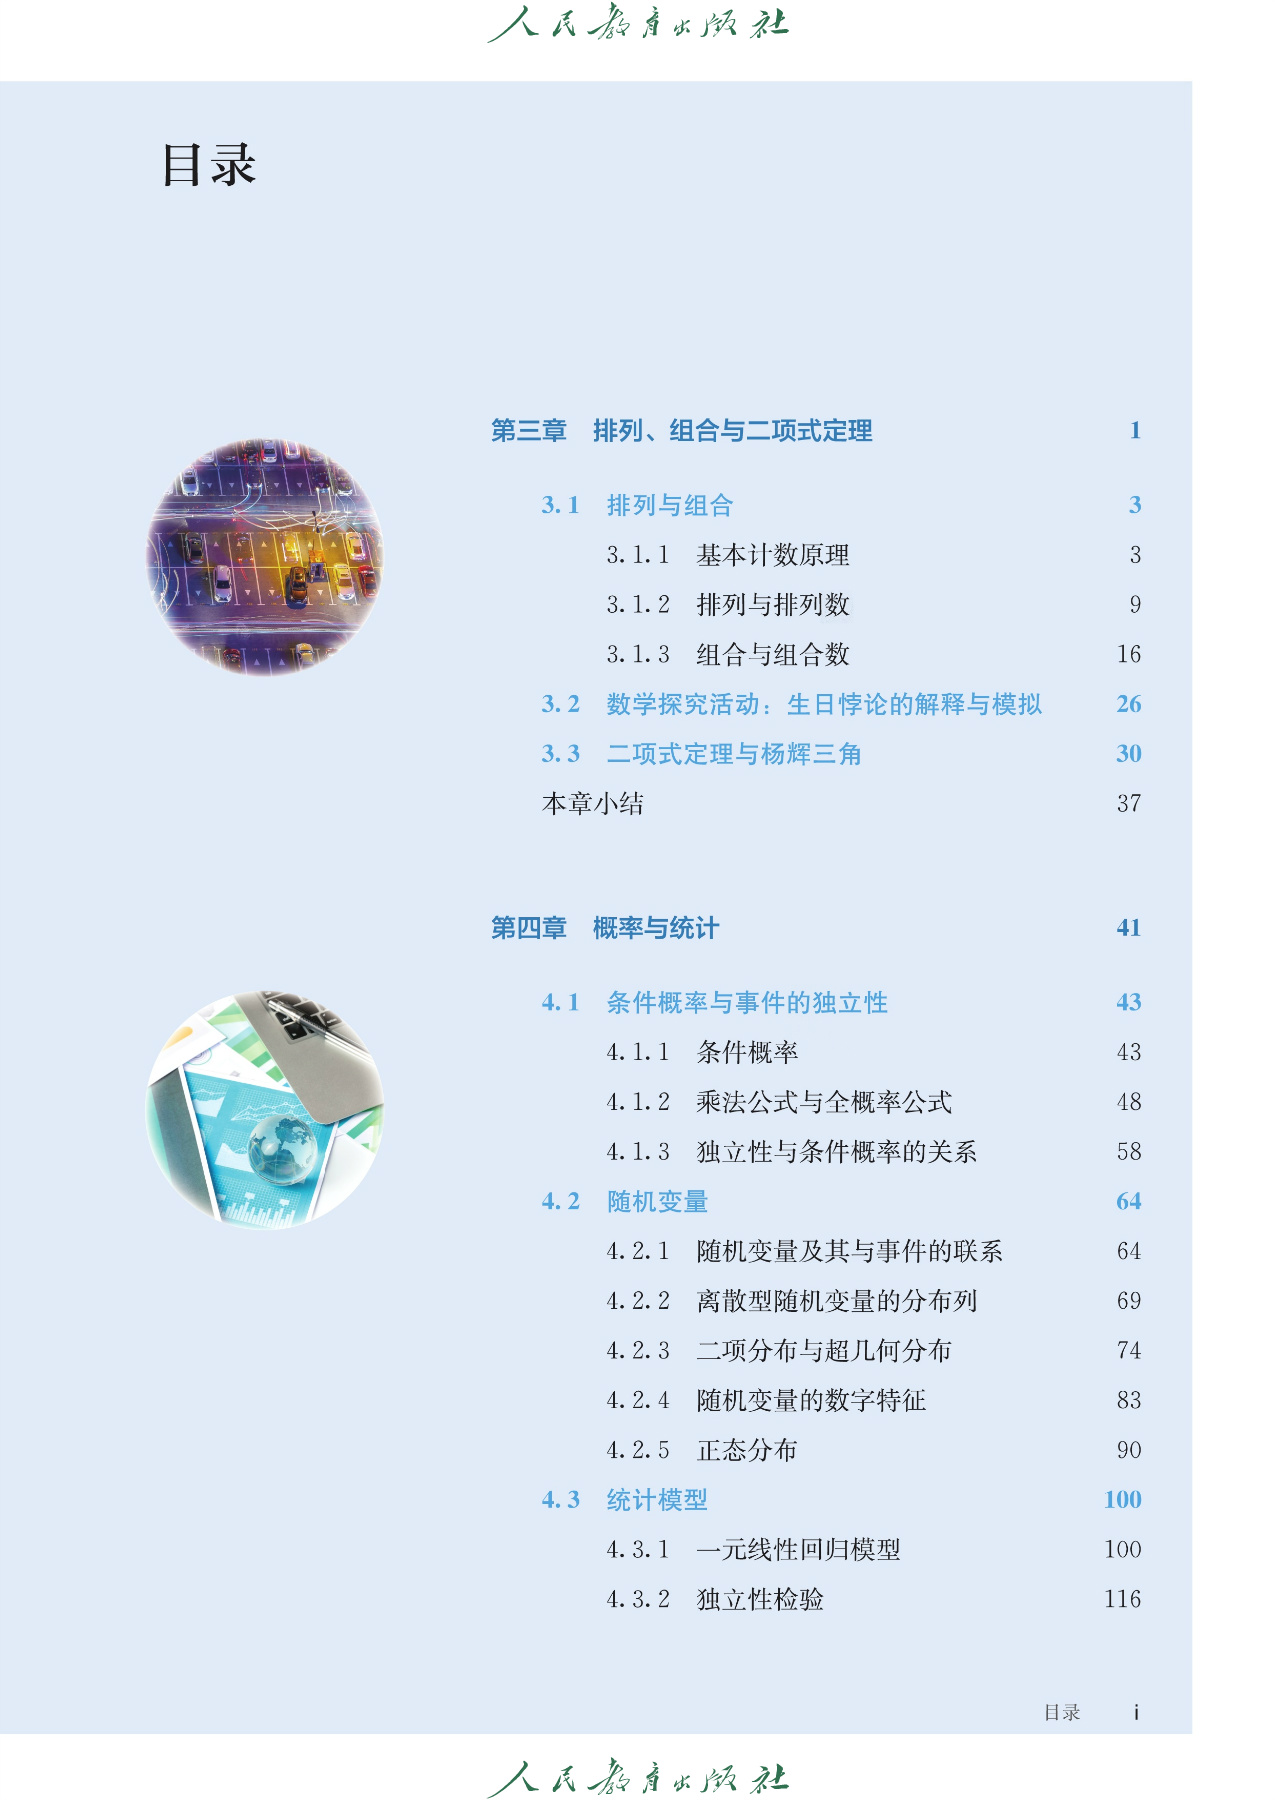 人民教育出版社
目录
第三章 排列、组合与二项式定理 1
3.1 排列与组合 3
3.1.1 基本计数原理 3
3.1.2 排列与排列数 9
3.1.3 组合与组合数 16
3.2 数学探究活动：生日悖论的解释与模拟 26
3.3 二项式定理与杨辉三角 30
本章小结 37
第四章 概率与统计 41
4.1 条件概率与事件的独立性 43
4.1.1 条件概率 43
4.1.2 乘法公式与全概率公式 48
4.1.3 独立性与条件概率的关系 58
4.2 随机变量 64
4.2.1 随机变量及其与事件的联系 64
4.2.2 离散型随机变量的分布列 69
4.2.3 二项分布与超几何分布 74
4.2.4 随机变量的数字特征 83
4.2.5 正态分布 90
4.3 统计模型 100
4.3.1 一元线性回归模型 100
4.3.2 独立性检验 116
目录 i
人民教育出版社